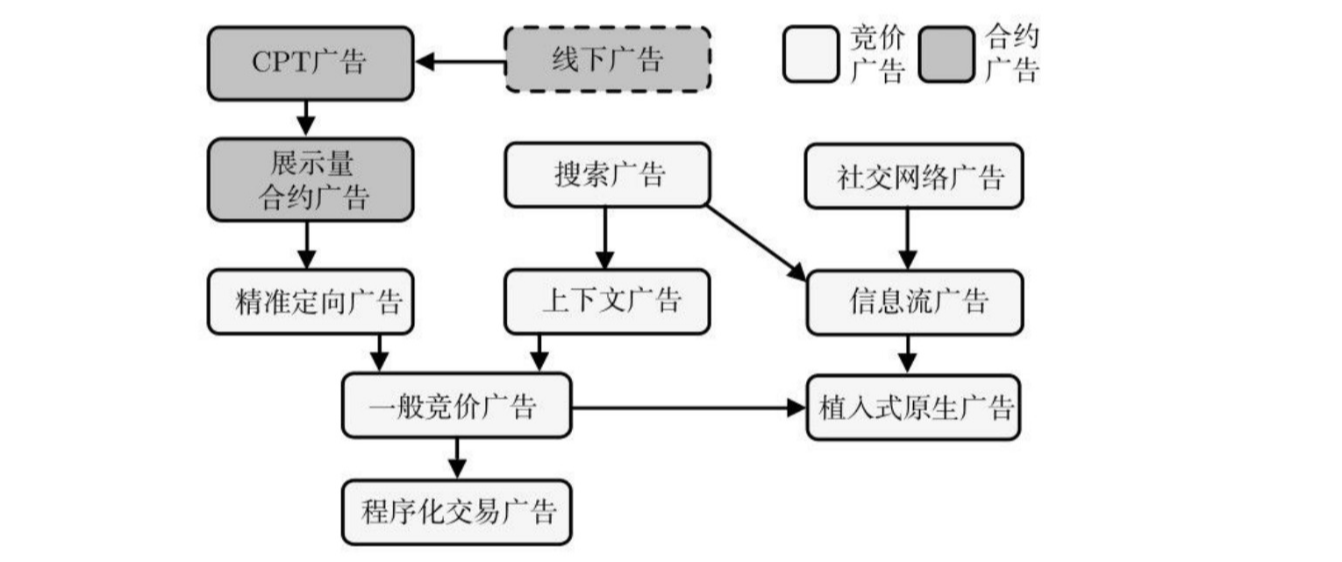 CPT广告
线下广告
竞价
广告
合约
广告
展示量
合约广告
搜索广告
社交网络广告
精准定向广告
上下文广告
信息流广告
一般竞价广告
植入式原生广告
程序化交易广告